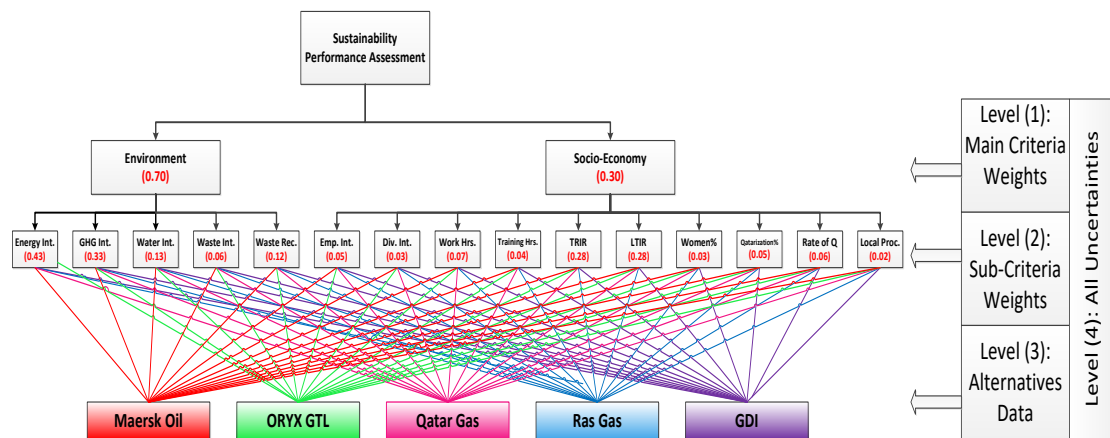 Sustainability
Performance Assessment
Environment
(0.70)
Socio-Economy
(0.30)
Energy Int.
(0.43)
GHG Int.
(0.33)
Water Int.
(0.13)
Waste Int.
(0.06)
Waste Rec.
(0.12)
Emp. Int.
(0.05)
Div. Int.
(0.03)
Work Hrs.
(0.07)
Training Hrs.
(0.04)
TRIR
(0.28)
LTIR
(0.28)
Women%
(0.03)
Qatarization%
(0.05)
Rate of Q
(0.06)
Local Proc.
(0.02)
Maersk Oil
ORYX GTL
Qatar Gas
Ras Gas
GDI
Level (1):
Main Criteria
Weights
Level (2):
Sub-Criteria
Weights
Level (3):
Alternatives
Data
Level (4): All Uncertainties